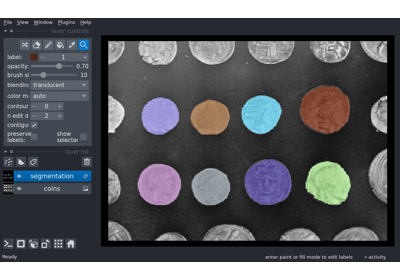 File View Window Plugins Help
layer controls
label: - 1 +
opacity: 0.70
brush si 10
blending translucent
color m auto
contour - 0 +
n edit d - 2 +
contigu
preserve labels: show selected
layer list
segmentation
coins
Ready enter paint or fill mode to edit labels activity